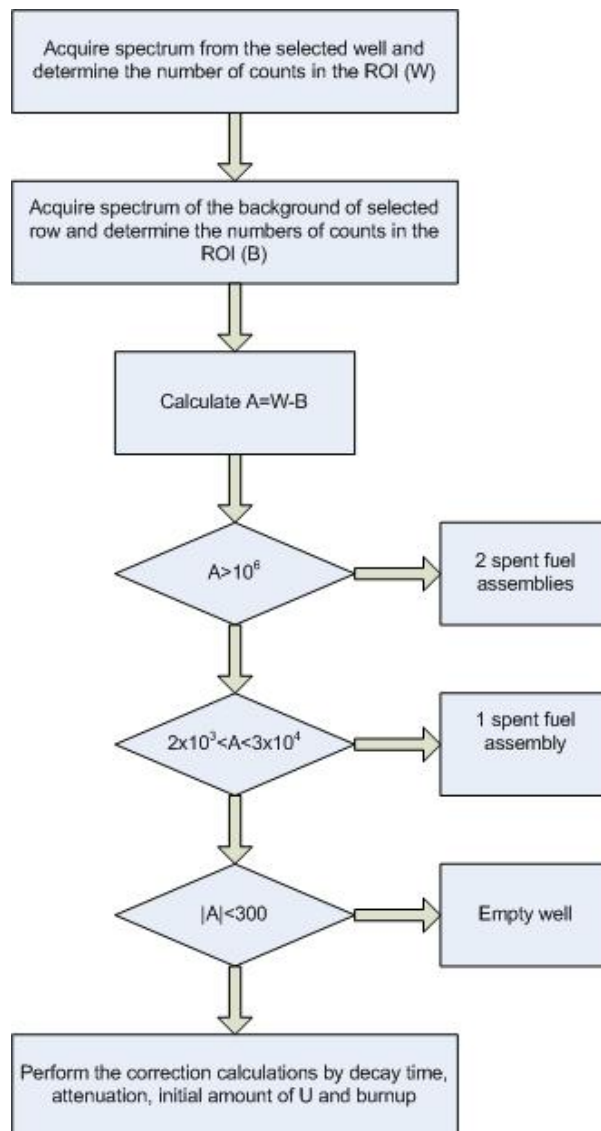 Acquire spectrum from the selected well and
determine the number of counts in the ROI (W)
Acquire spectrum of the background of selected
row and determine the numbers of counts in the
ROI (B)
Calculate A=W-B
A>10⁶
2 spent fuel
assemblies
2x10³<A<3x10⁴
1 spent fuel
assembly
|A|<300
Empty well
Perform the correction calculations by decay time,
attenuation, initial amount of U and burnup